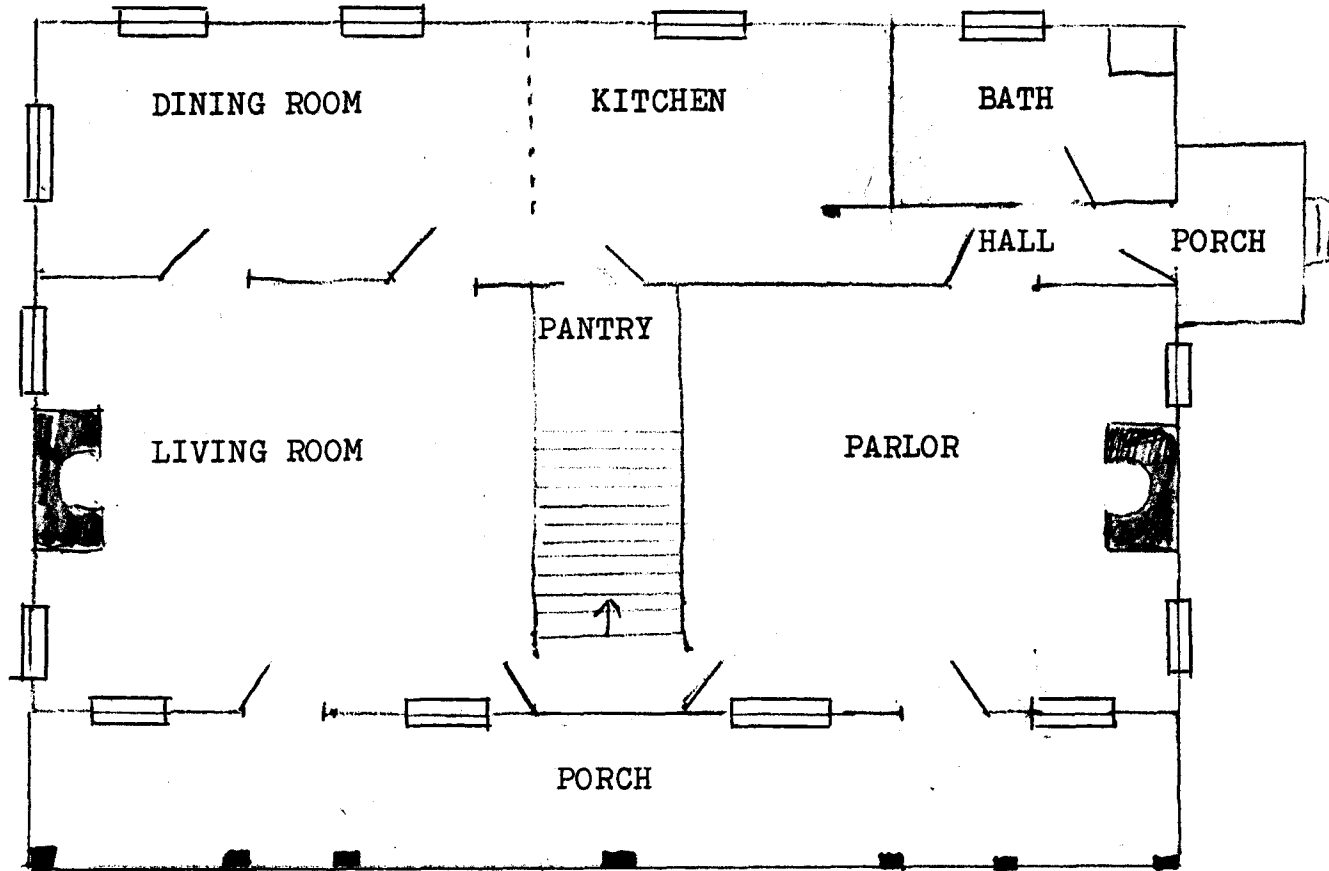 DINING ROOM
KITCHEN
BATH
HALL
PORCH
PANTRY
LIVING ROOM
PARLOR
PORCH